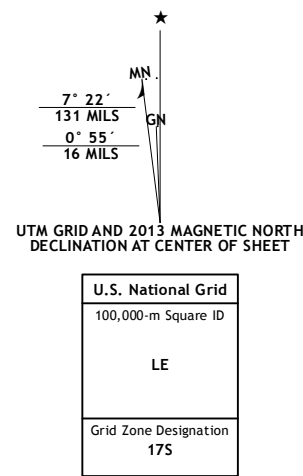 ★
MN
7° 22´
131 MILS
GN
0° 55´
16 MILS
UTM GRID AND 2013 MAGNETIC NORTH
DECLINATION AT CENTER OF SHEET
U.S. National Grid
100,000-m Square ID
LE
Grid Zone Designation
17S